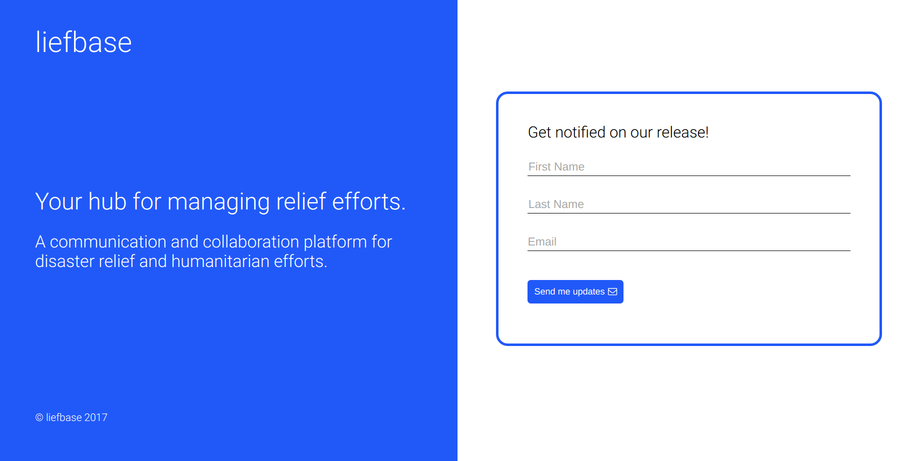 liefbase
Your hub for managing relief efforts.
A communication and collaboration platform for
disaster relief and humanitarian efforts.
© liefbase 2017
Get notified on our release!
First Name
Last Name
Email
Send me updates